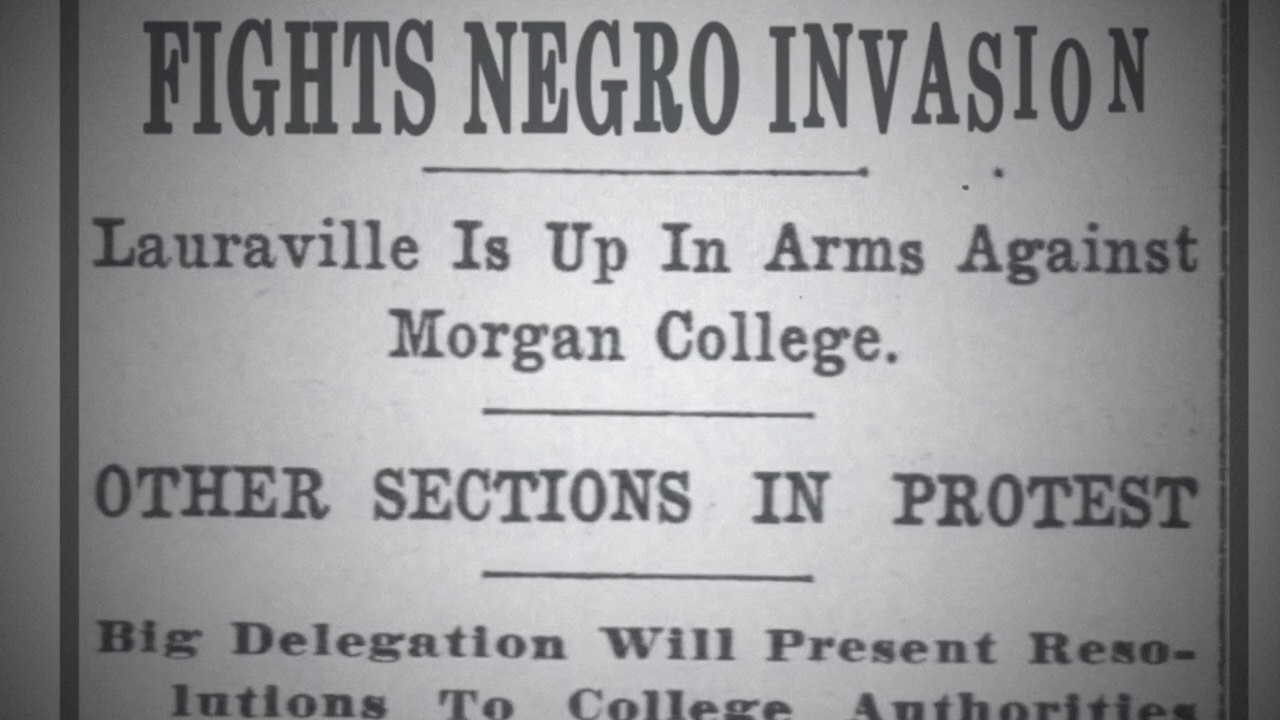 FIGHTS NEGRO INVASION
Lauraville Is Up In Arms Against
Morgan College.
OTHER SECTIONS IN PROTEST
Big Delegation Will Present Reso-
lutions To College Authorities